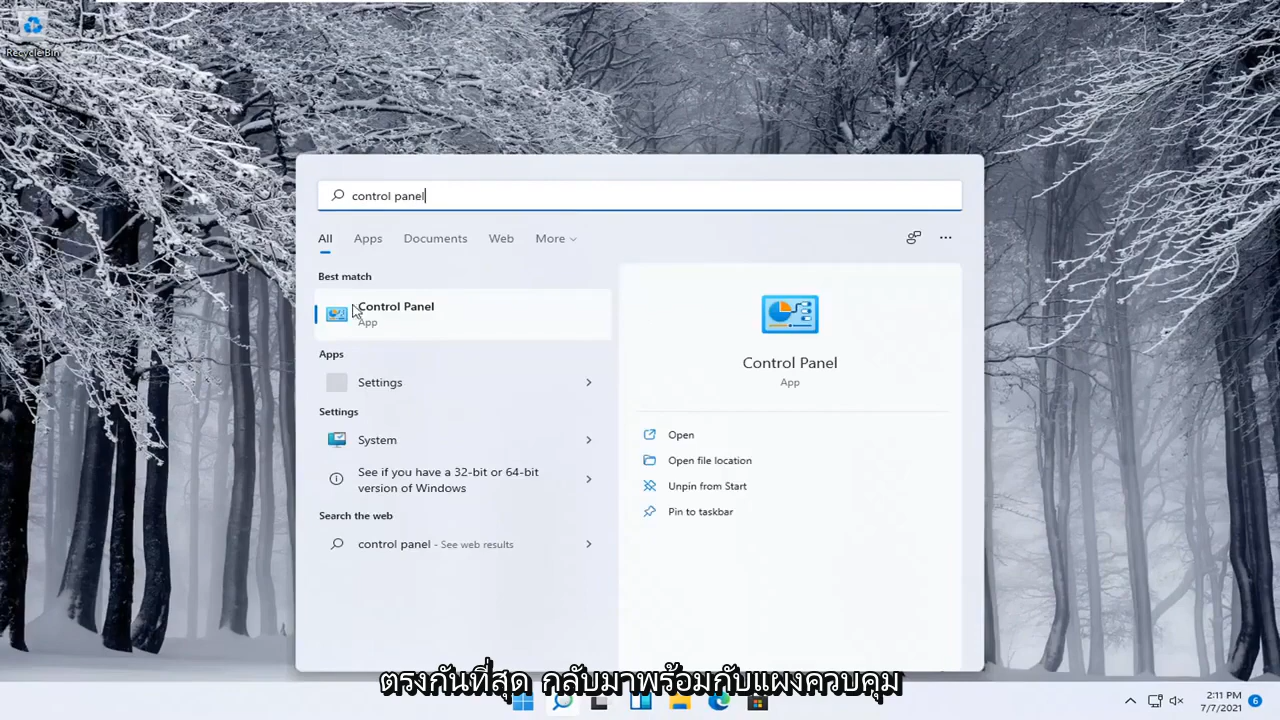 Recycle Bin
control panel
All Apps Documents Web More
Best match
Control Panel
App
Apps
Settings
Settings
System
See if you have a 32-bit or 64-bit
version of Windows
Search the web
control panel - See web results
Control Panel
App
Open
Open file location
Unpin from Start
Pin to taskbar
ตรงกันที่สุด กลับมาพร้อมกับแผงควบคุม
2:11 PM
7/7/2021
6